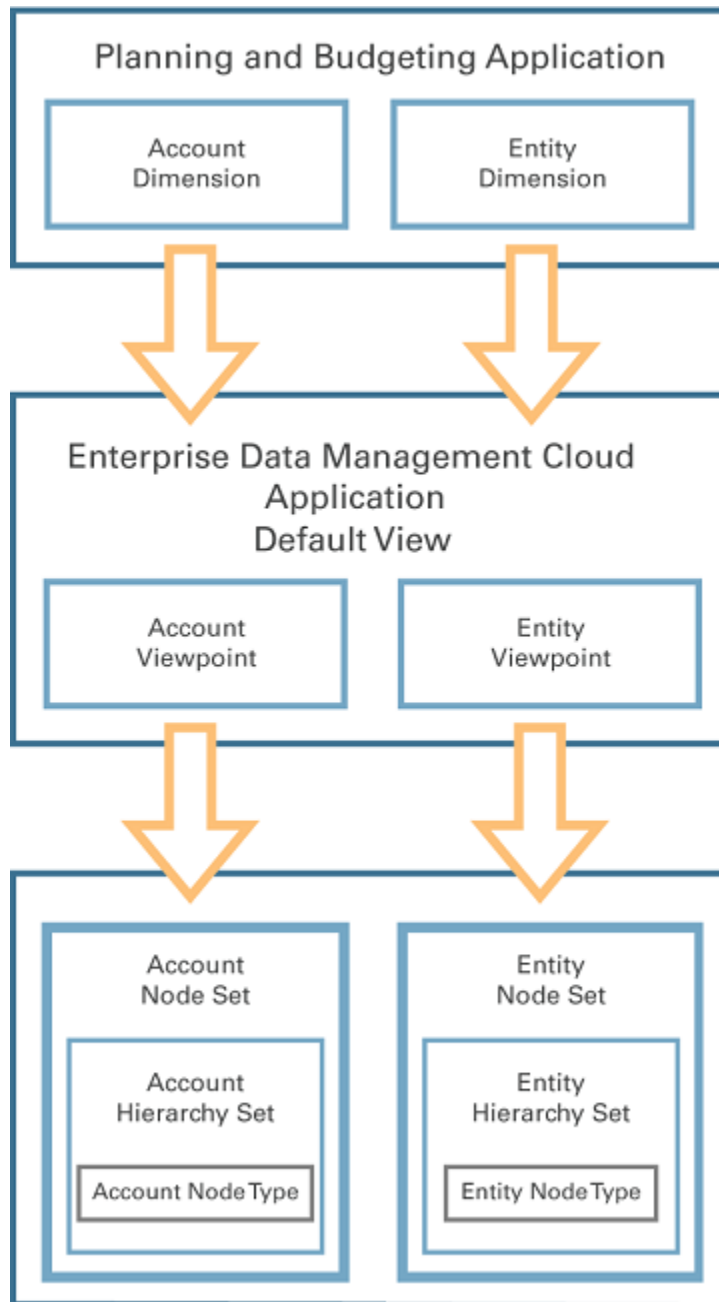 Planning and Budgeting Application
Account
Dimension
Entity
Dimension
Enterprise Data Management Cloud
Application
Default View
Account
Viewpoint
Entity
Viewpoint
Account
Node Set
Account
Hierarchy Set
Account Node Type
Entity
Node Set
Entity
Hierarchy Set
Entity Node Type